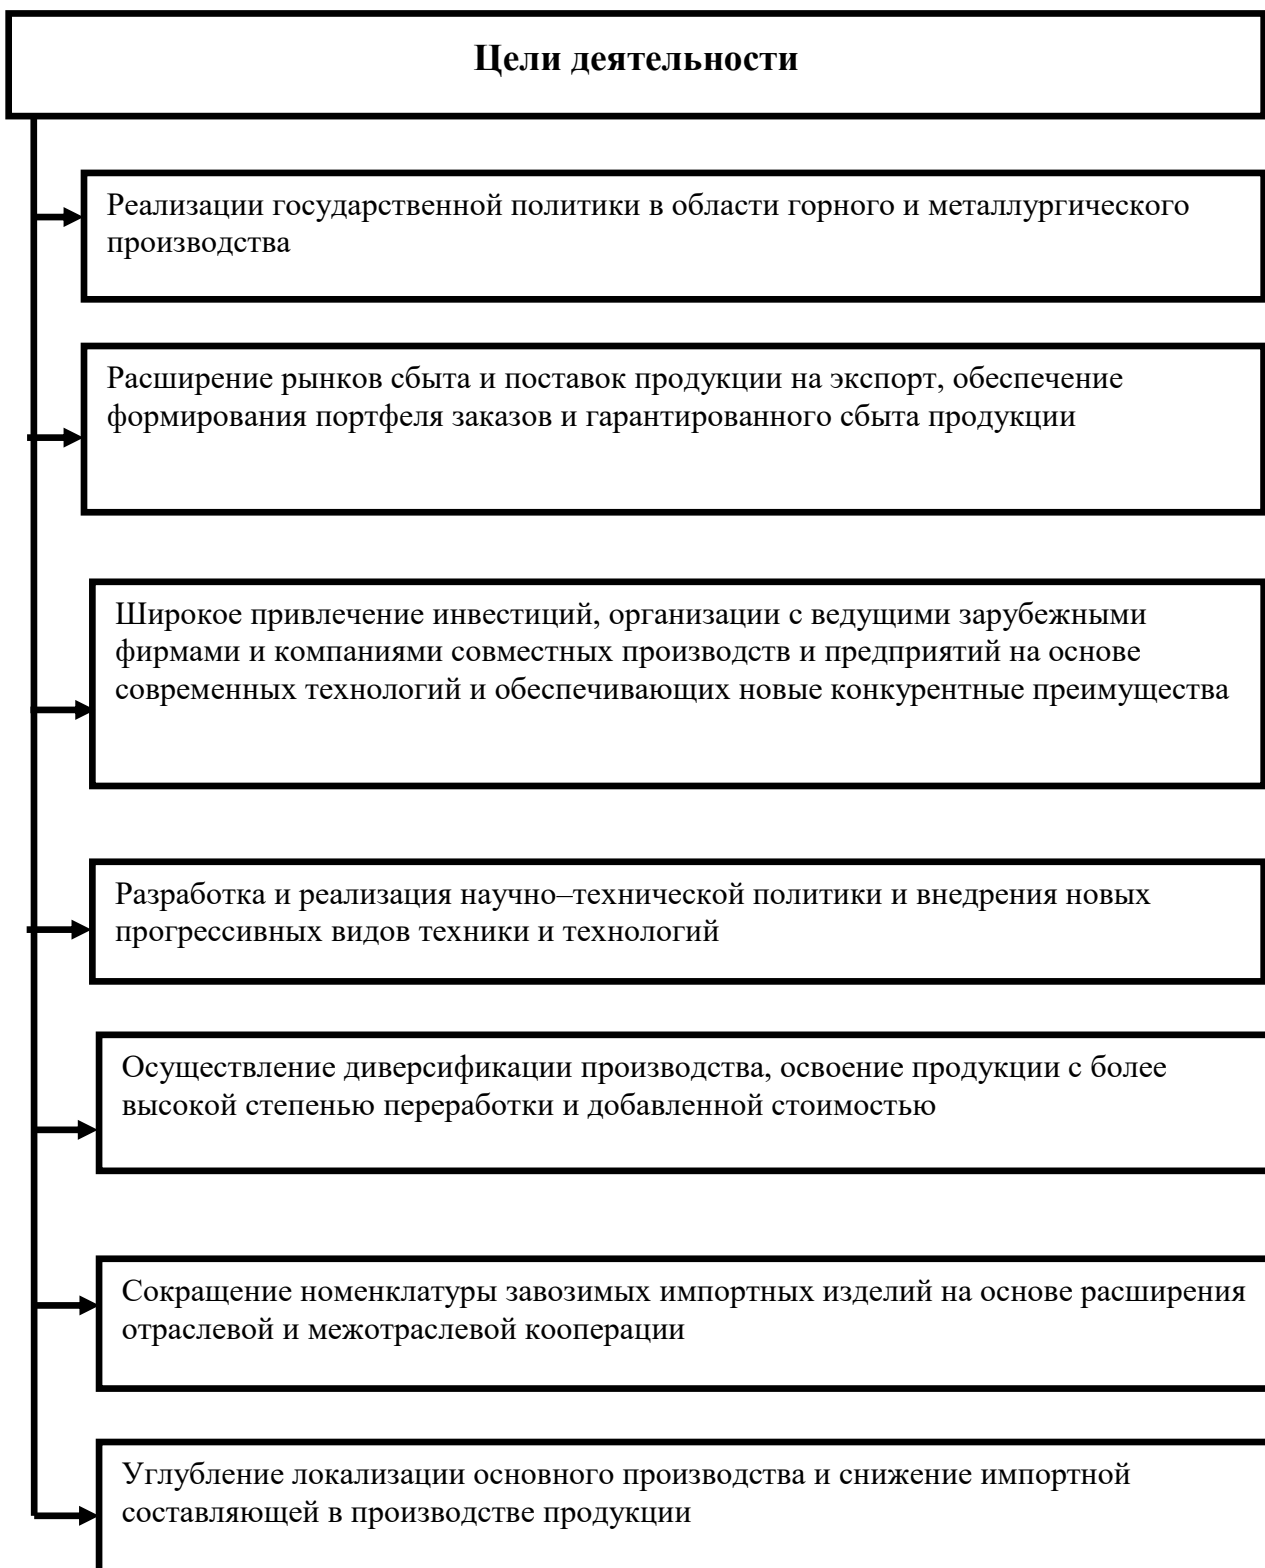 Цели деятельности
Реализации государственной политики в области горного и металлургического
производства
Расширение рынков сбыта и поставок продукции на экспорт, обеспечение
формирования портфеля заказов и гарантированного сбыта продукции
Широкое привлечение инвестиций, организации с ведущими зарубежными
фирмами и компаниями совместных производств и предприятий на основе
современных технологий и обеспечивающих новые конкурентные преимущества
Разработка и реализация научно–технической политики и внедрения новых
прогрессивных видов техники и технологий
Осуществление диверсификации производства, освоение продукции с более
высокой степенью переработки и добавленной стоимостью
Сокращение номенклатуры завозимых импортных изделий на основе расширения
отраслевой и межотраслевой кооперации
Углубление локализации основного производства и снижение импортной
составляющей в производстве продукции